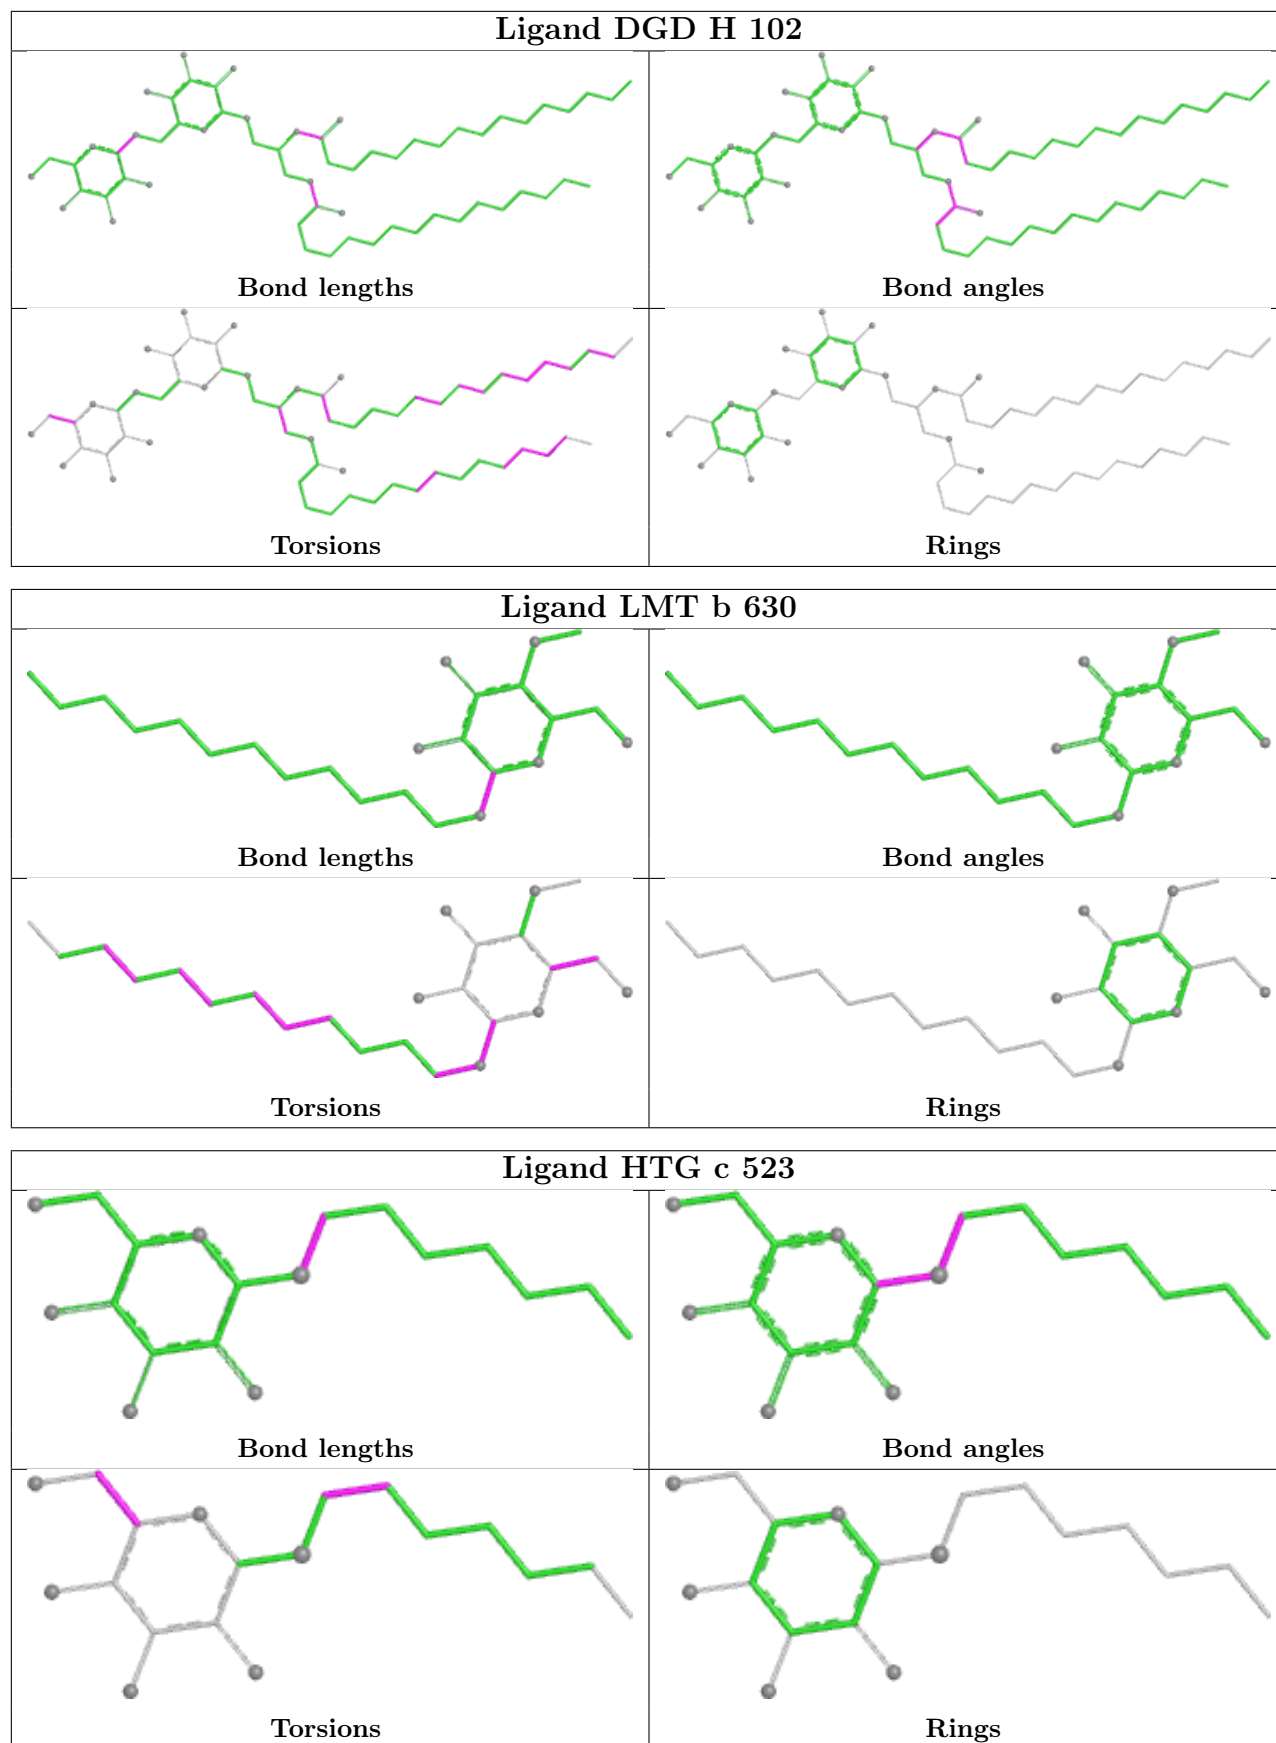 Ligand DGD H 102
Bond lengths
Bond angles
Torsions
Rings
Ligand LMT b 630
Bond lengths
Bond angles
Torsions
Rings
Ligand HTG c 523
Bond lengths
Bond angles
Torsions
Rings